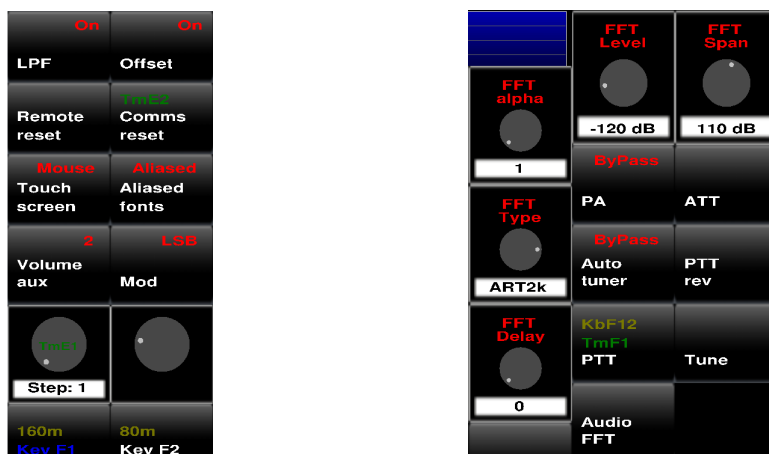 On
On
LPF
Offset
TmE2
Remote
reset
Comms
reset
Mouse
Aliased
Touch
screen
Aliased
fonts
2
LSB
Volume
aux
Mod
Step: 1
160m
80m
Key F1
Key F2
FFT
Level
-120 dB
FFT
Span
110 dB
FFT
alpha
1
ByPass
PA
ATT
FFT
Type
ART2k
ByPass
Auto
tuner
PTT
rev
FFT
Delay
0
KbF12
TmF1
PTT
Tune
Audio
FFT